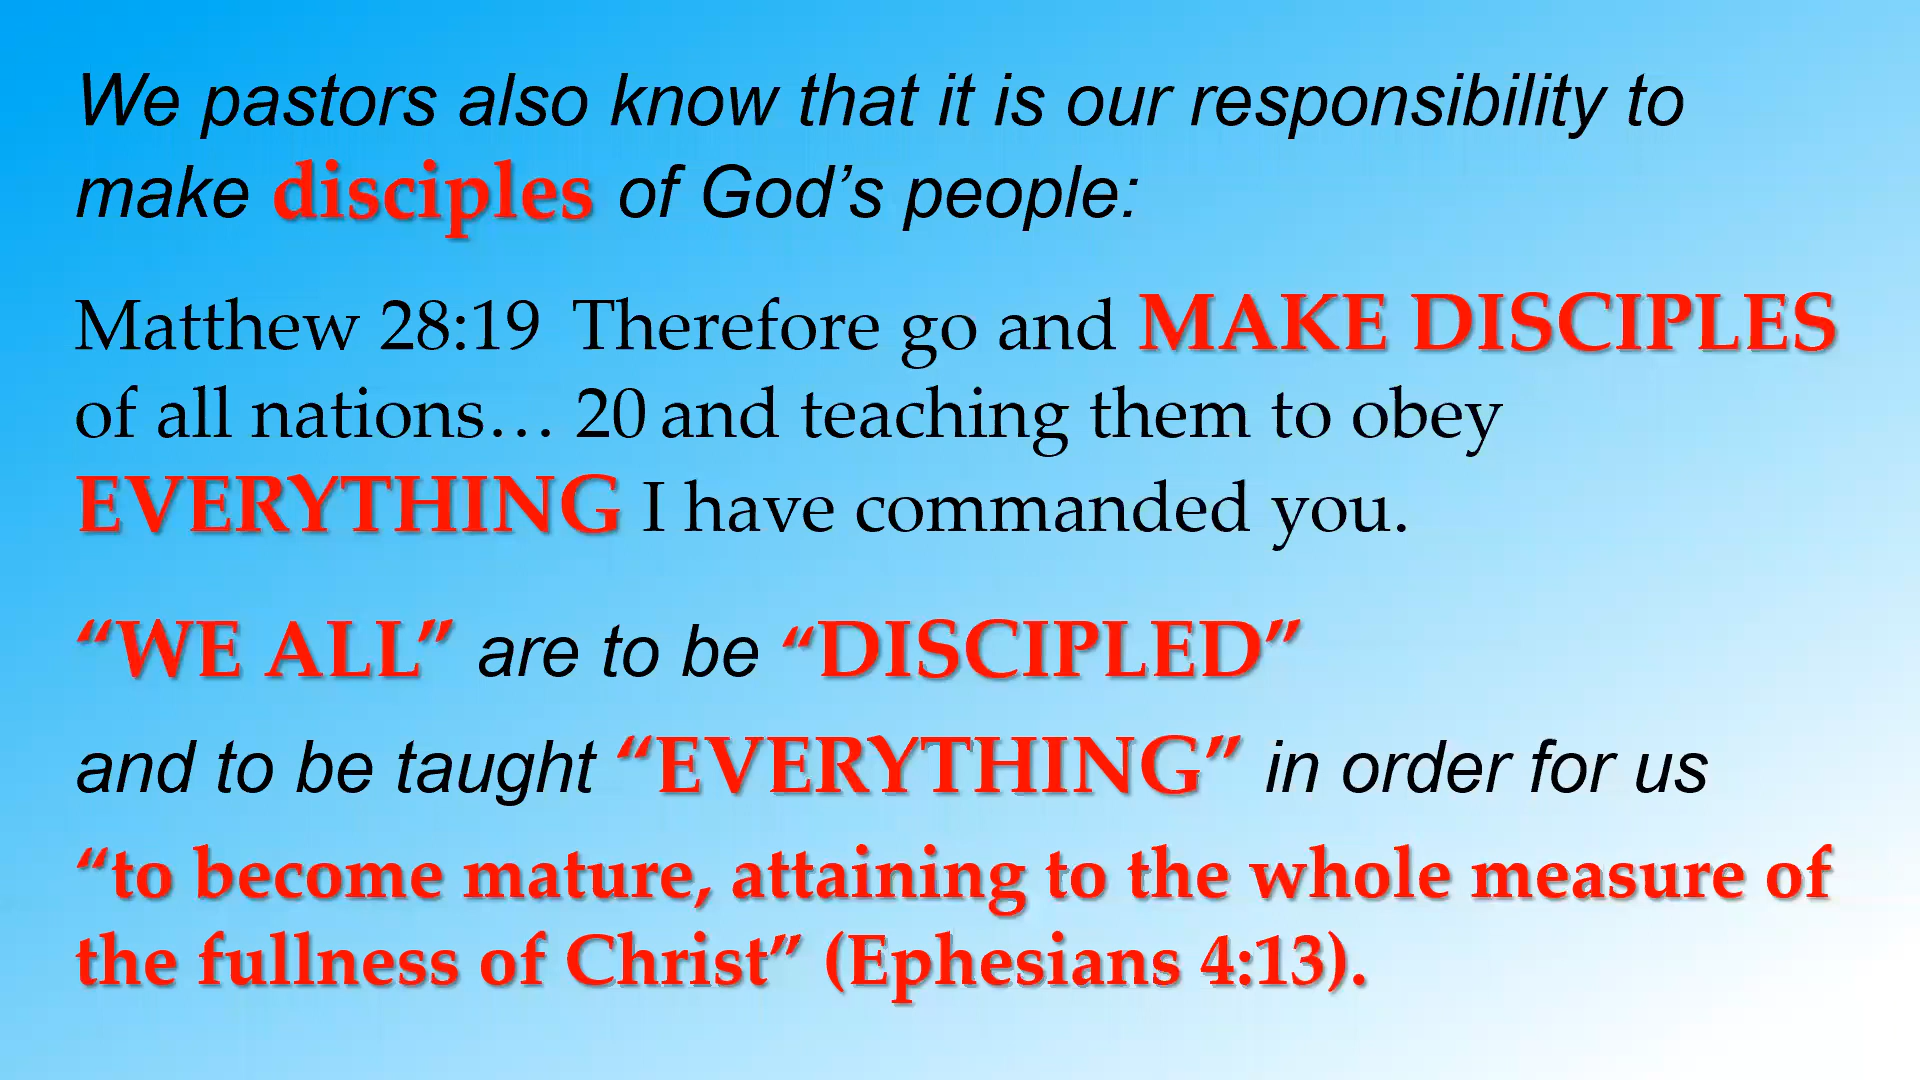 We pastors also know that it is our responsibility to
make disciples of God’s people:
Matthew 28:19  Therefore go and MAKE DISCIPLES
of all nations… 20 and teaching them to obey
EVERYTHING I have commanded you.
“WE ALL” are to be “DISCIPLED”
and to be taught “EVERYTHING” in order for us
“to become mature, attaining to the whole measure of
the fullness of Christ” (Ephesians 4:13).